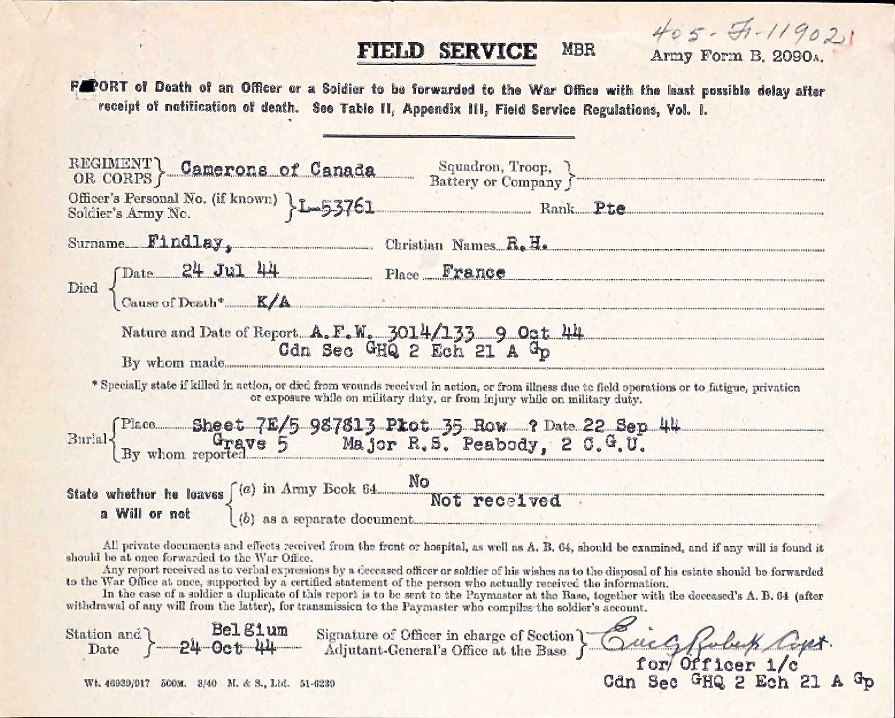 405-F-11902
FIELD SERVICE MBR
Army Form B. 2090A.
PORT of Death of an Officer or a Soldier to be forwarded to the War Office with the least possible delay after
receipt of notification of death. See Table II, Appendix III, Field Service Regulations, Vol. I.
REGIMENT OR CORPS } Camerons of Canada Squadron, Troop, Battery or Company }
Officer's Personal No. (if known) Soldier's Army No. } L-53761 Rank Pte
Surname Findlay, Christian Names R.H.
Died { Date 24 Jul 44 Place France
Cause of Death* K/A
Nature and Date of Report A.F.W. 3014/133 9 Oct 44
Cdn Sec GHQ 2 Ech 21 A Gp
By whom made
* Specially state if killed in action, or died from wounds received in action, or from illness due to field operations or to fatigue, privation
or exposure while on military duty, or from injury while on military duty.
Burial { Place Sheet 7E/5 987813 Plot 35 Row ? Date 22 Sep 44
Grave 5 Major R.S. Peabody, 2 C.G.U.
By whom reported
State whether he leaves a Will or not { (a) in Army Book 64 No
Not received
(b) as a separate document
All private documents and effects received from the front or hospital, as well as A. B. 64, should be examined, and if any will is found it
should be at once forwarded to the War Office.
Any report received as to verbal expressions by a deceased officer or soldier of his wishes as to the disposal of his estate should be forwarded
to the War Office at once, supported by a certified statement of the person who actually received the information.
In the case of a soldier a duplicate of this report is to be sent to the Paymaster at the Base, together with the deceased's A. B. 64 (after
withdrawal of any will from the latter), for transmission to the Paymaster who compiles the soldier's account.
Station and Date } Belgium
24 Oct 44
Signature of Officer in charge of Section Adjutant-General's Office at the Base } Eric G Capt.
for Officer i/c
Cdn Sec GHQ 2 Ech 21 A Gp
Wt. 46939/917 500M. 8/40 M. & S., Ltd. 51-6239